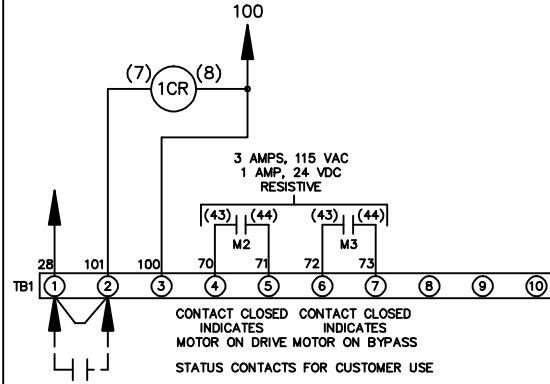 100
(7) 1CR (8)
3 AMPS, 115 VAC
1 AMP, 24 VDC
RESISTIVE
(43) (44) (43) (44)
M2 M3
28 101 100 70 71 72 73
TB1 1 2 3 4 5 6 7 8 9 10
CONTACT CLOSED CONTACT CLOSED
INDICATES INDICATES
MOTOR ON DRIVE MOTOR ON BYPASS
STATUS CONTACTS FOR CUSTOMER USE